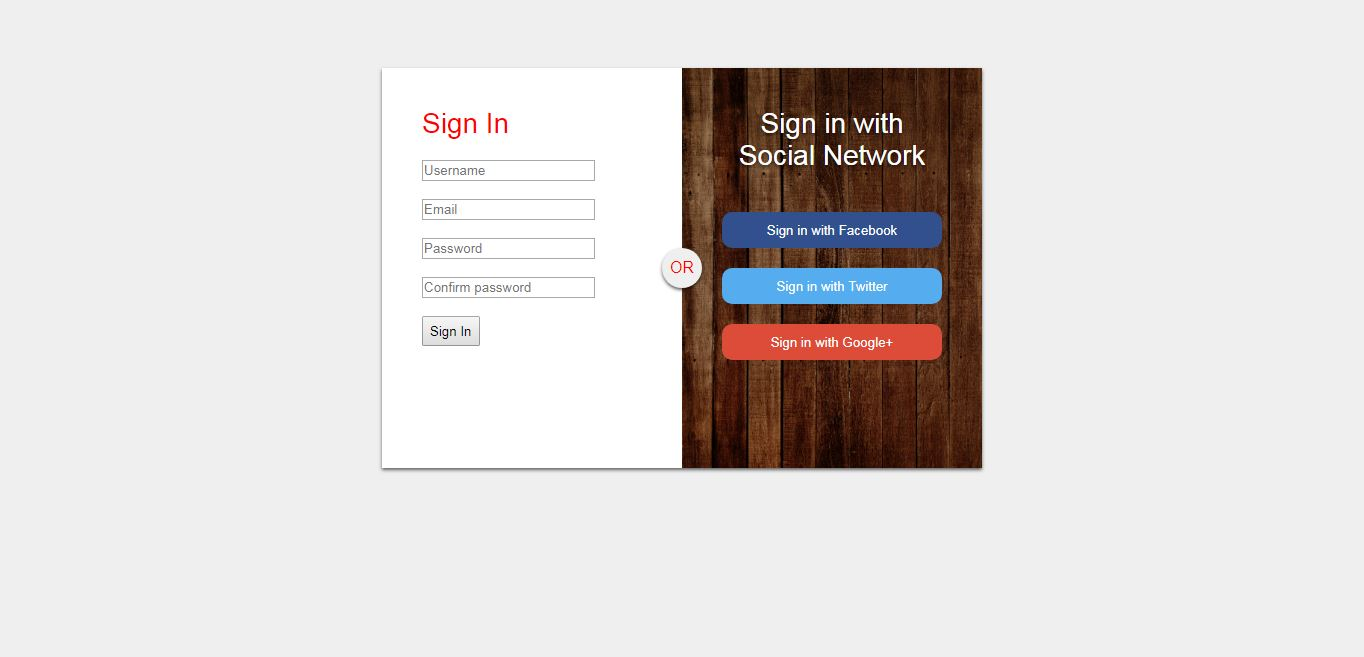 Sign In
Username
Email
Password
Confirm password
Sign In
OR
Sign in with
Social Network
Sign in with Facebook
Sign in with Twitter
Sign in with Google+